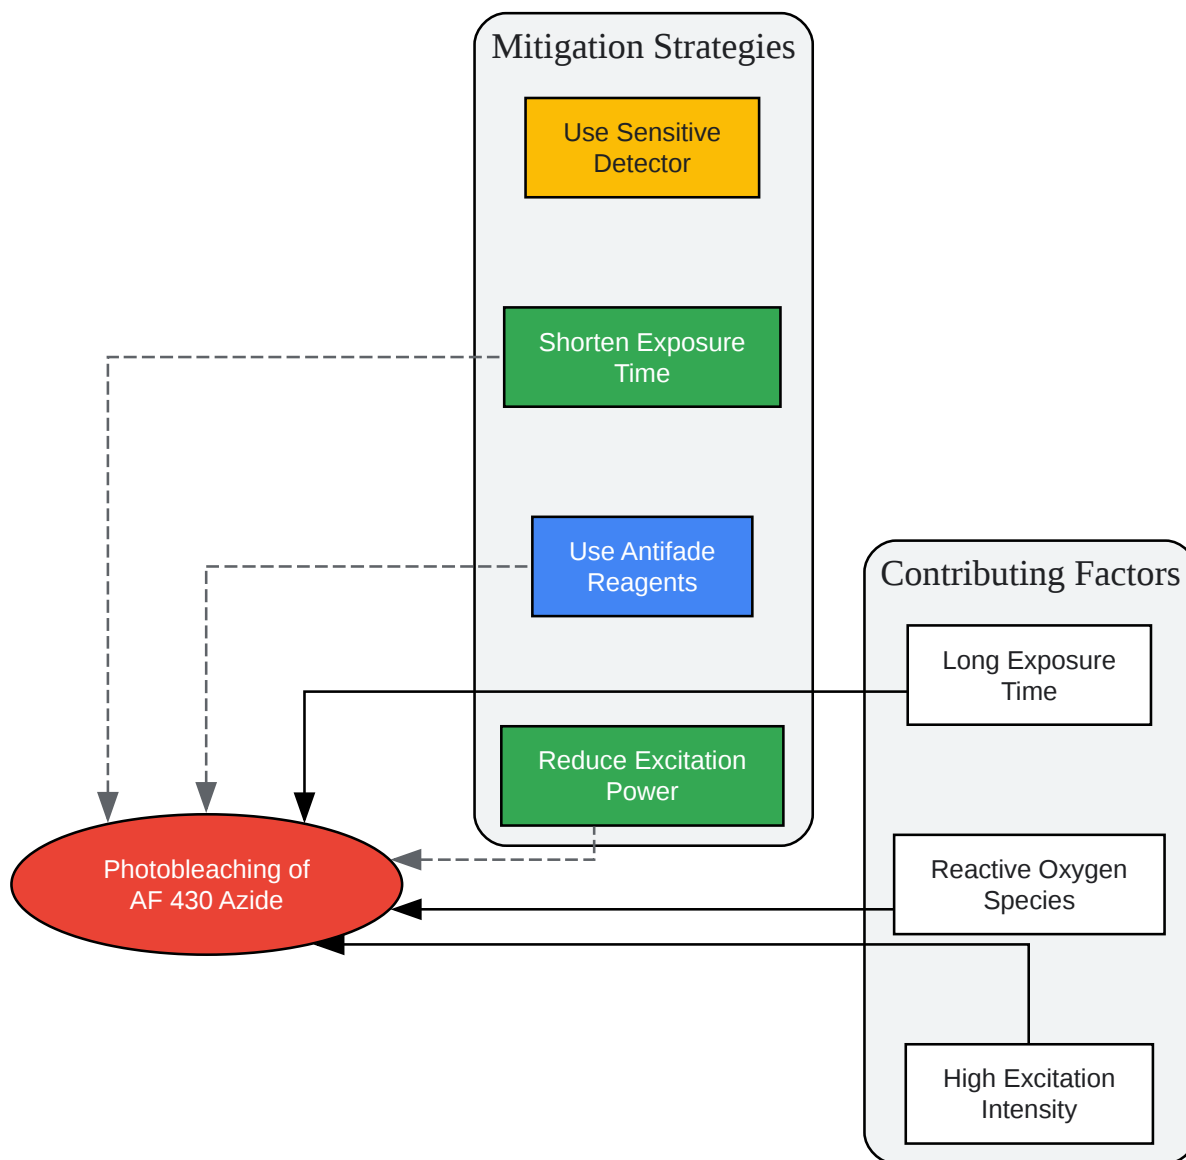 Mitigation Strategies
Use Sensitive
Detector
Shorten Exposure
Time
Use Antifade
Reagents
Reduce Excitation
Power
Contributing Factors
Long Exposure
Time
Reactive Oxygen
Species
High Excitation
Intensity
Photobleaching of
AF 430 Azide